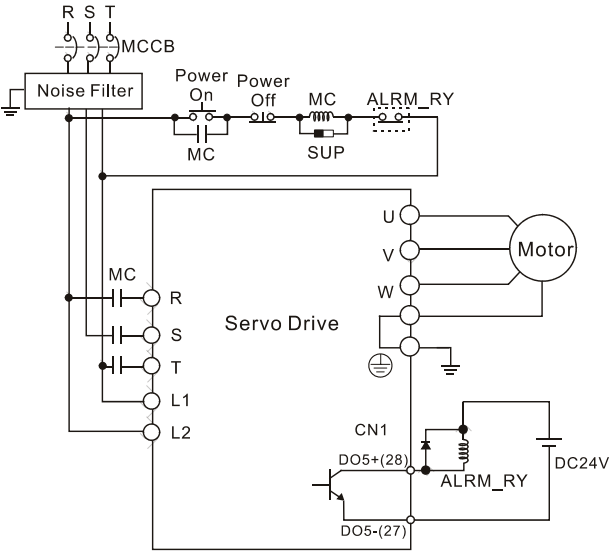 R S T
MCCB
Noise Filter
Power
On
Power
Off
MC
ALRM_RY
MC
SUP
U
V
W
Motor
MC
R
S
T
L1
L2
Servo Drive
CN1
DO5+(28)
DO5-(27)
ALRM_RY
DC24V